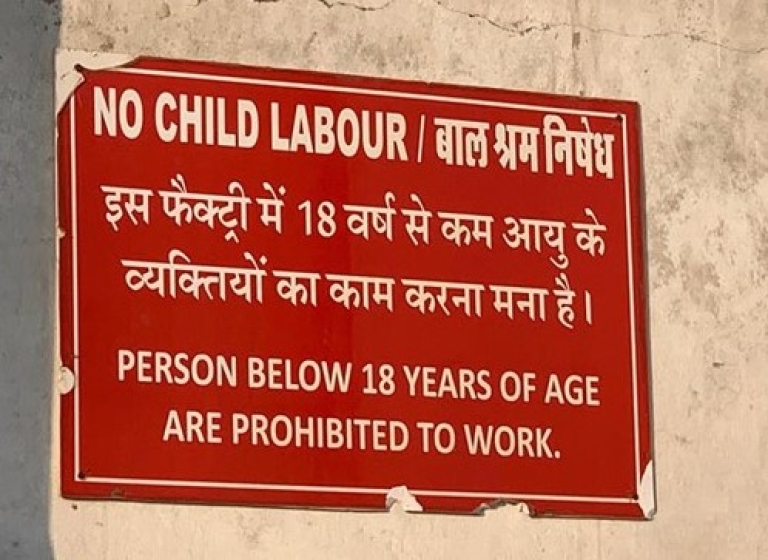 NO CHILD LABOUR / बाल श्रम निषेध
इस फैक्ट्री में 18 वर्ष से कम आयु के
व्यक्तियों का काम करना मना है।
PERSON BELOW 18 YEARS OF AGE
ARE PROHIBITED TO WORK.